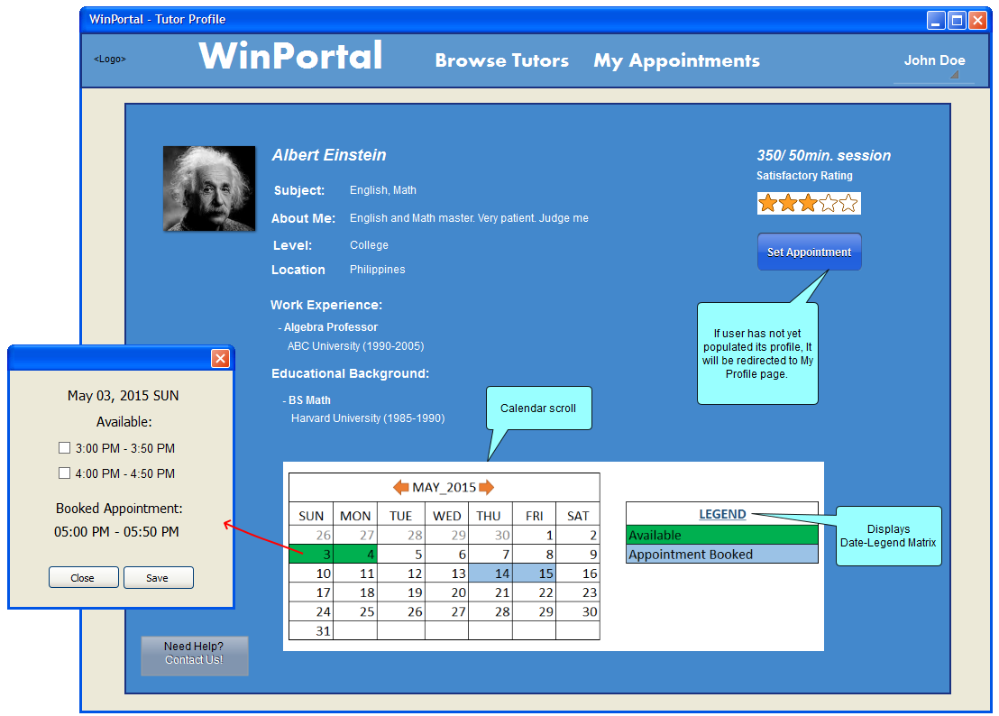 WinPortal - Tutor Profile
<Logo>
WinPortal
Browse Tutors
My Appointments
John Doe
Albert Einstein
Subject: English, Math
About Me: English and Math master. Very patient. Judge me
Level: College
Location Philippines
Work Experience:
- Algebra Professor
ABC University (1990-2005)
Educational Background:
- BS Math
Harvard University (1985-1990)
350/ 50min. session
Satisfactory Rating
Set Appointment
If user has not yet
populated its profile, It
will be redirected to My
Profile page.
Calendar scroll
MAY_2015
SUN MON TUE WED THU FRI SAT
26 27 28 29 30 1 2
3 4 5 6 7 8 9
10 11 12 13 14 15 16
17 18 19 20 21 22 23
24 25 26 27 28 29 30
31
LEGEND
Available
Appointment Booked
Displays
Date-Legend Matrix
May 03, 2015 SUN
Available:
3:00 PM - 3:50 PM
4:00 PM - 4:50 PM
Booked Appointment:
05:00 PM - 05:50 PM
Close
Save
Need Help?
Contact Us!